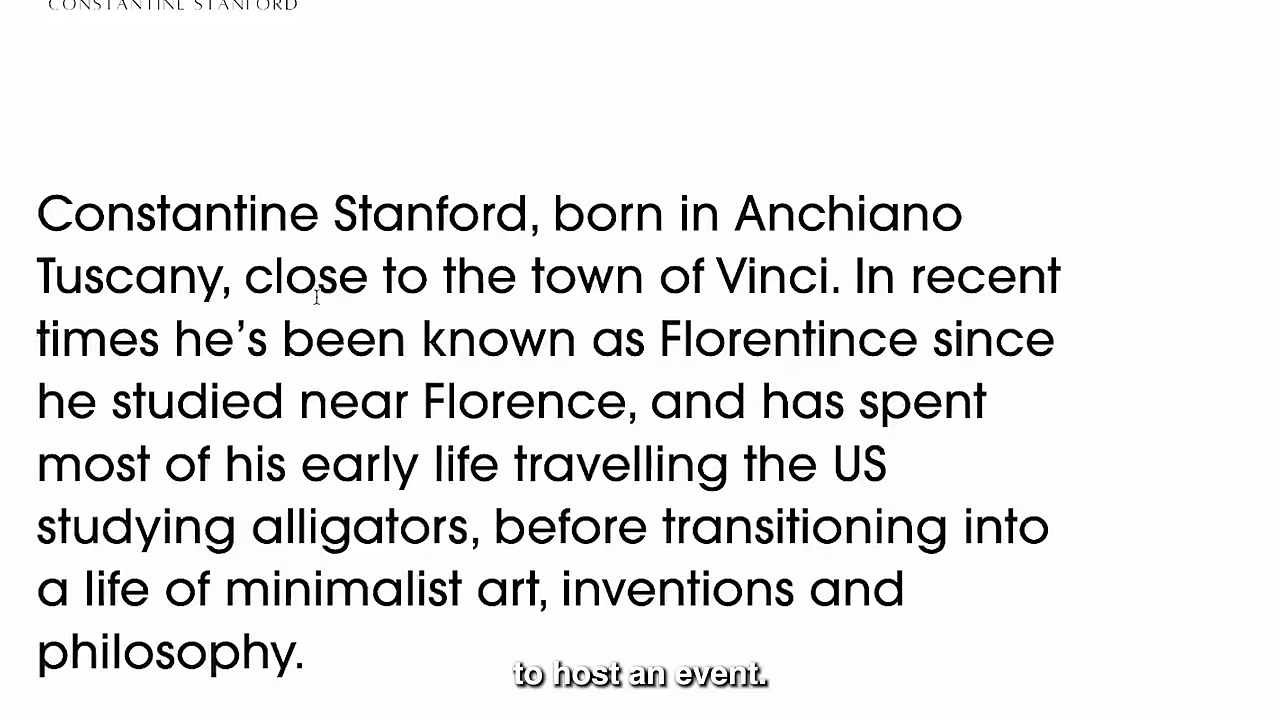 CONSTANTINE STANFORD
Constantine Stanford, born in Anchiano
Tuscany, close to the town of Vinci. In recent
times he’s been known as Florentince since
he studied near Florence, and has spent
most of his early life travelling the US
studying alligators, before transitioning into
a life of minimalist art, inventions and
philosophy.
to host an event.